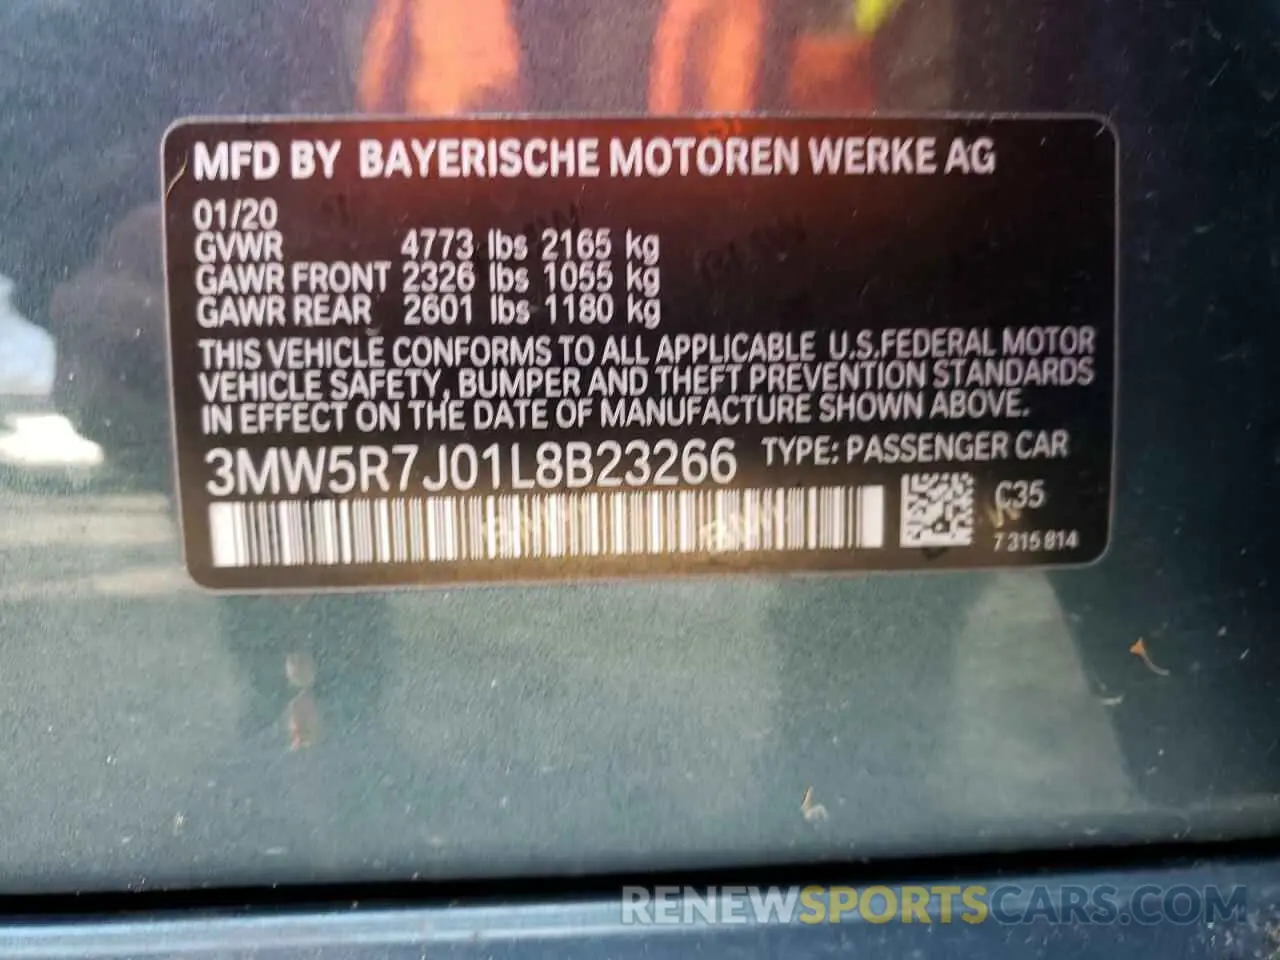 MFD BY BAYERISCHE MOTOREN WERKE AG
01/20
GVWR 4773 lbs 2165 kg
GAWR FRONT 2326 lbs 1055 kg
GAWR REAR 2601 lbs 1180 kg
THIS VEHICLE CONFORMS TO ALL APPLICABLE U.S.FEDERAL MOTOR
VEHICLE SAFETY, BUMPER AND THEFT PREVENTION STANDARDS
IN EFFECT ON THE DATE OF MANUFACTURE SHOWN ABOVE.
3MW5R7J01L8B23266 TYPE: PASSENGER CAR
C35
7 315 814
RENEWSPORTSCARS.COM